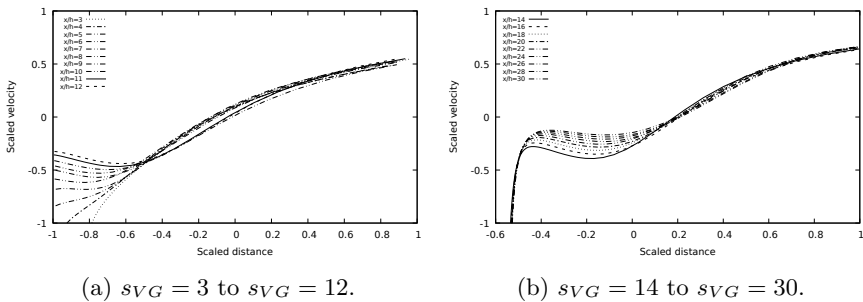 x/h=3
x/h=4
x/h=5
x/h=6
x/h=7
x/h=8
x/h=9
x/h=10
x/h=11
x/h=12
1
0.5
0
-0.5
-1
Scaled velocity
-1 -0.8 -0.6 -0.4 -0.2 0 0.2 0.4 0.6 0.8 1
Scaled distance
(a) s_{VG} = 3 to s_{VG} = 12.
x/h=14
x/h=16
x/h=18
x/h=20
x/h=22
x/h=24
x/h=26
x/h=28
x/h=30
1
0.5
0
-0.5
-1
Scaled velocity
-0.6 -0.4 -0.2 0 0.2 0.4 0.6 0.8 1
Scaled distance
(b) s_{VG} = 14 to s_{VG} = 30.